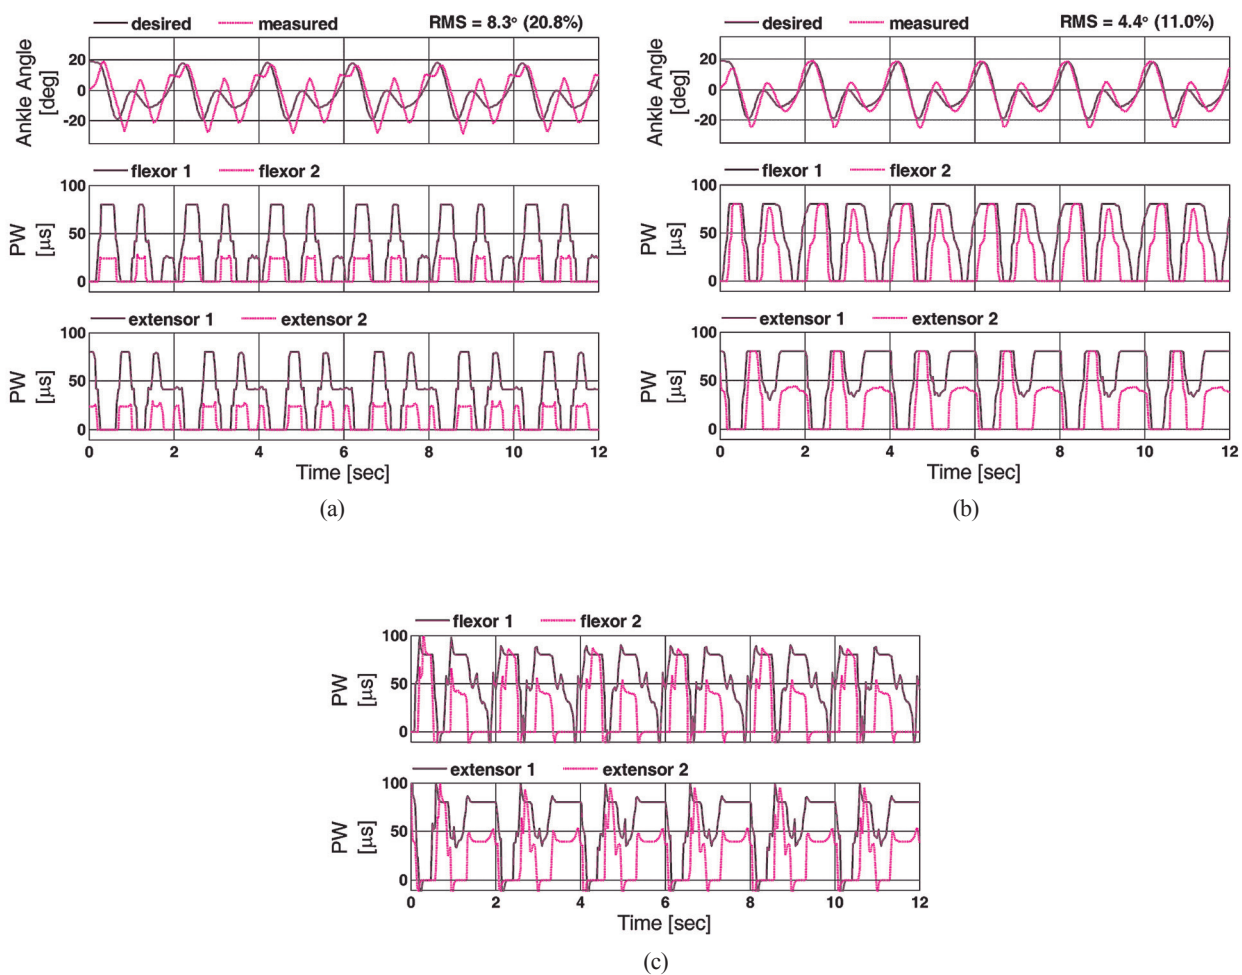 desired measured RMS = 8.3° (20.8%)
Ankle Angle
[deg]
20
0
-20
flexor 1 flexor 2
PW
[µs]
100
50
0
extensor 1 extensor 2
PW
[µs]
100
50
0
0 2 4 6 8 10 12
Time [sec]
(a)
desired measured RMS = 4.4° (11.0%)
Ankle Angle
[deg]
20
0
-20
flexor 1 flexor 2
PW
[µs]
100
50
0
extensor 1 extensor 2
PW
[µs]
100
50
0
0 2 4 6 8 10 12
Time [sec]
(b)
flexor 1 flexor 2
PW
[µs]
100
50
0
extensor 1 extensor 2
PW
[µs]
100
50
0
0 2 4 6 8 10 12
Time [sec]
(c)